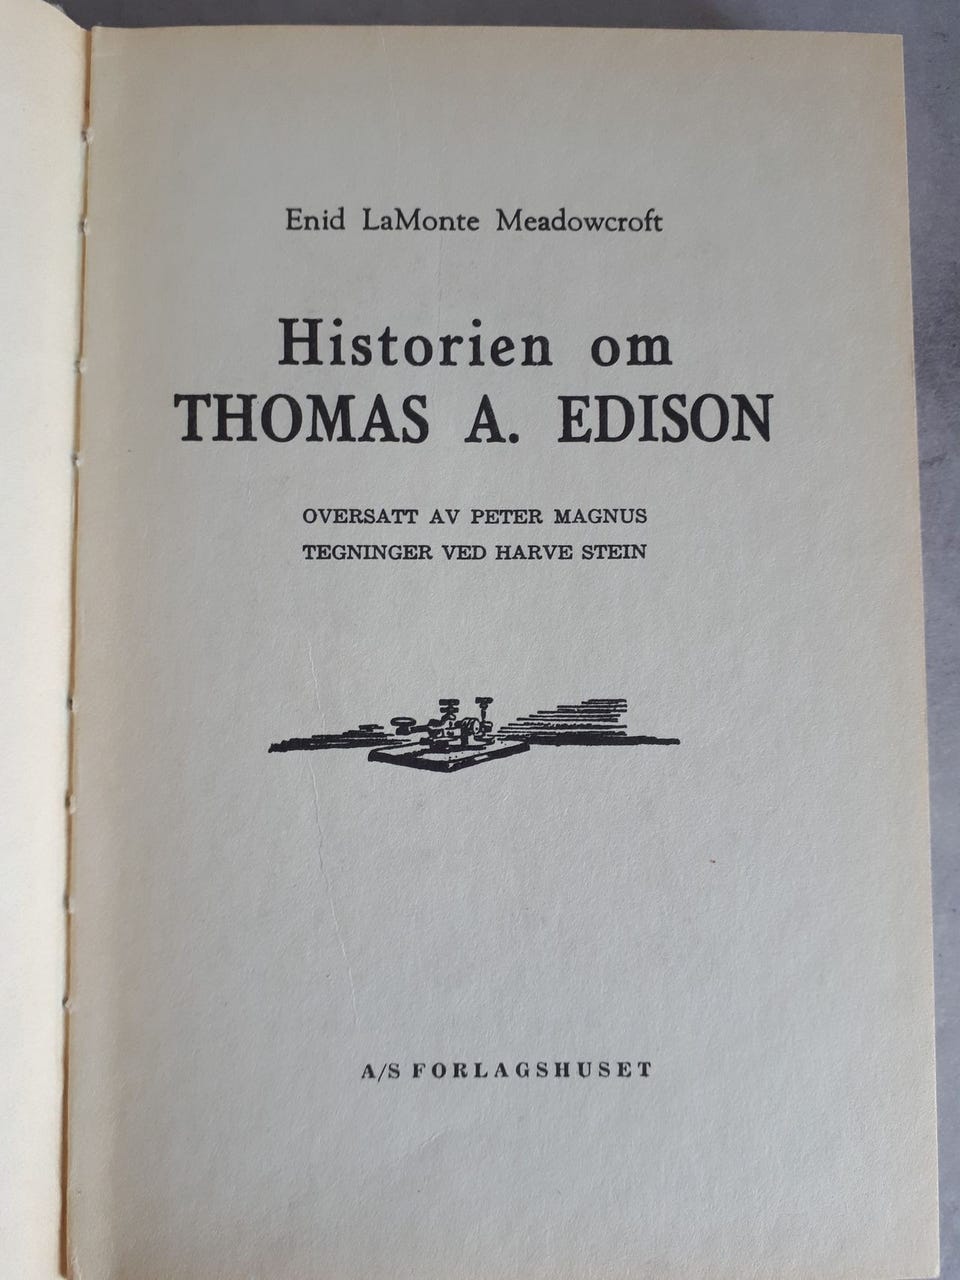 Enid LaMonte Meadowcroft
Historien om
THOMAS A. EDISON
OVERSATT AV PETER MAGNUS
TEGNINGER VED HARVE STEIN
A/S FORLAGSHUSET